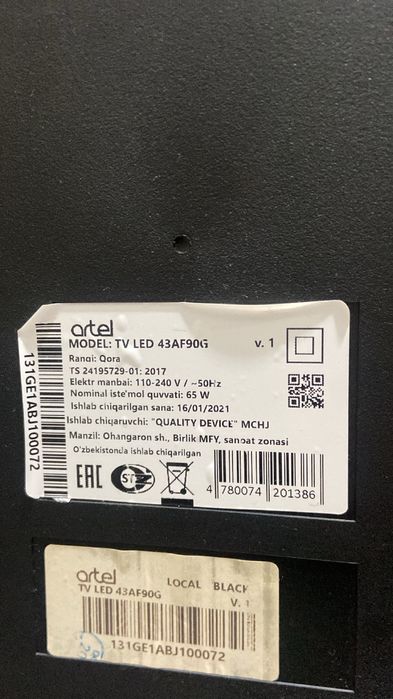 artel
MODEL: TV LED 43AF90G v. 1
Rangi: Qora
TS 24195729-01: 2017
Elektr manbai: 110-240 V / ~50Hz
Nominal iste'mol quvvati: 65 W
Ishlab chiqarilgan sana: 16/01/2021
Ishlab chiqaruvchi: "QUALITY DEVICE" MCHJ
Manzil: Ohangaron sh., Birlik MFY, sanoat zonasi
O'zbekistonda ishlab chiqarilgan
EAC
4 780074 201386
131GE1ABJ100072
artel LOCAL BLACK
TV LED 43AF90G V. 1
131GE1ABJ100072